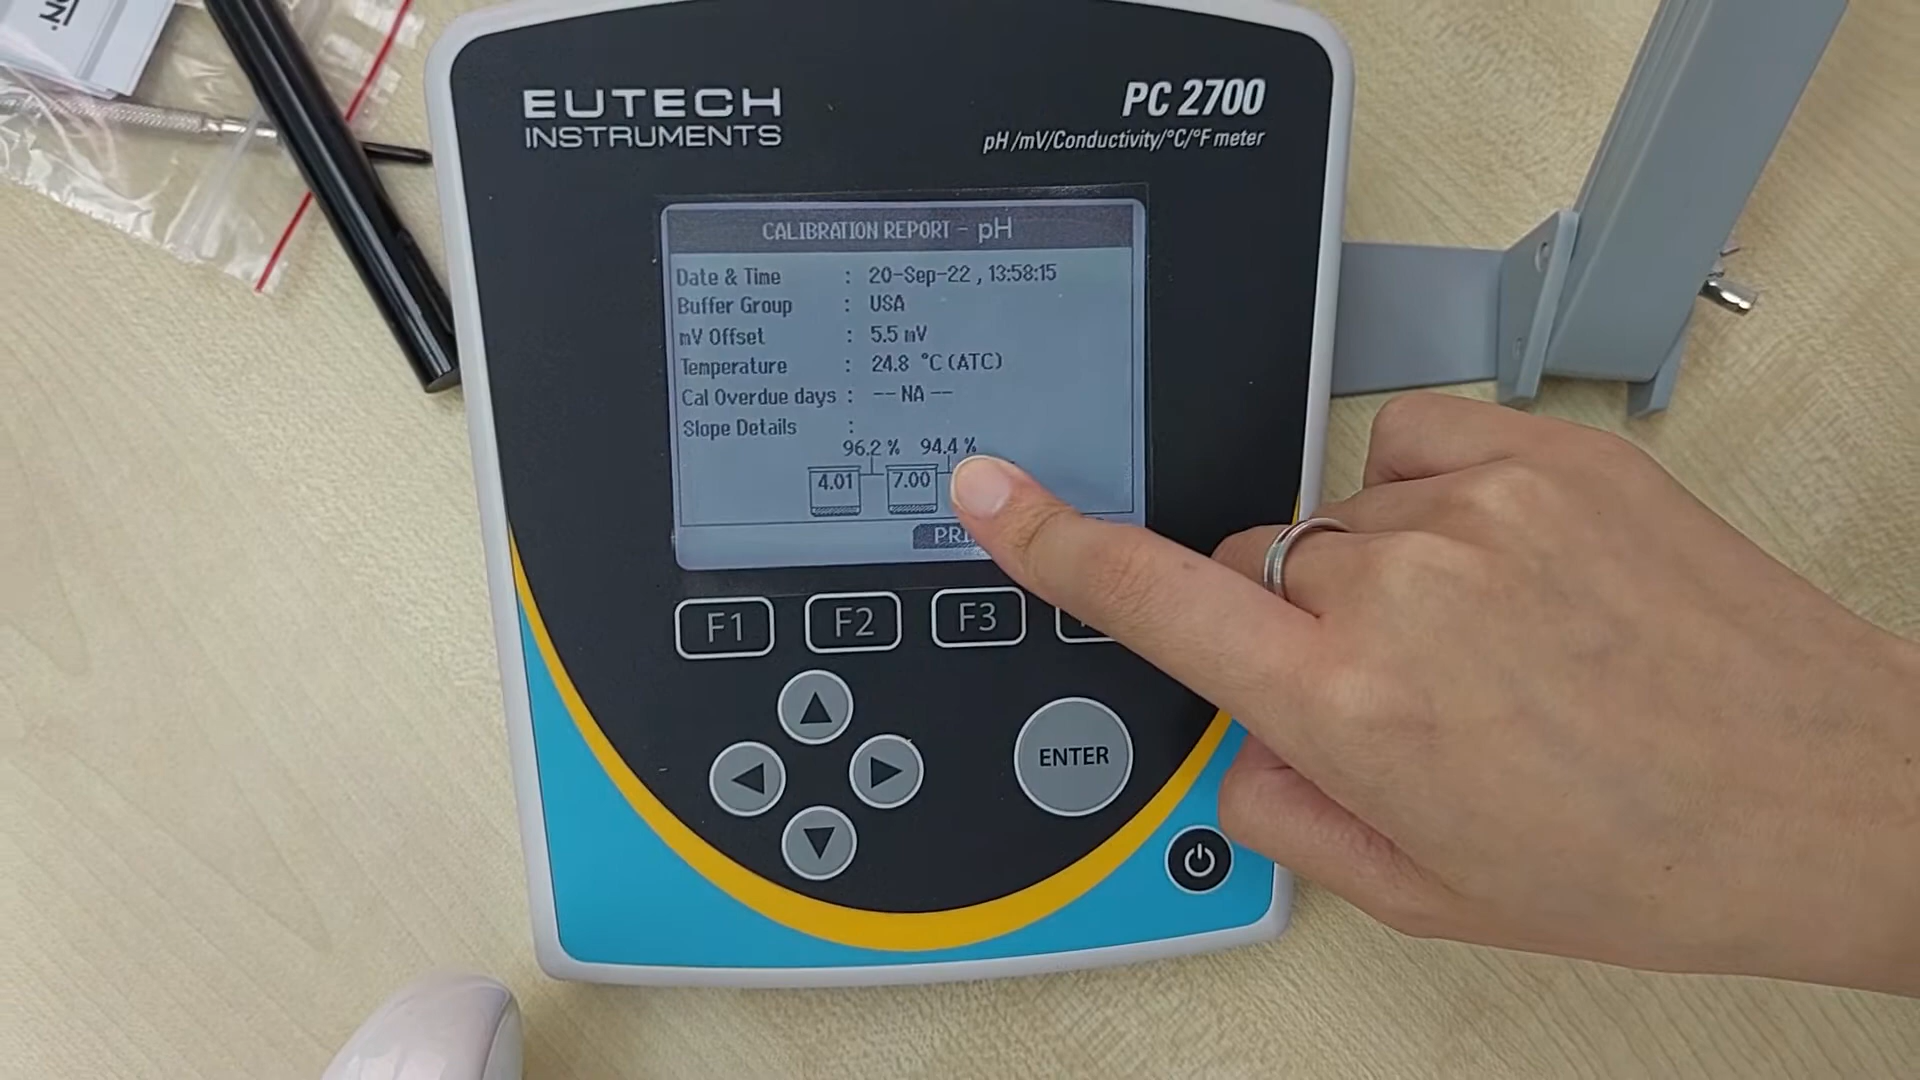 EUTECH
INSTRUMENTS
PC 2700
pH/mV/Conductivity/°C/°F meter
CALIBRATION REPORT - pH
Date & Time : 20-Sep-22 , 13:58:15
Buffer Group : USA
mV Offset : 5.5 mV
Temperature : 24.8 °C (ATC)
Cal Overdue days : -- NA --
Slope Details :
96.2 % 94.4 %
4.01 7.00
F1 F2 F3
ENTER